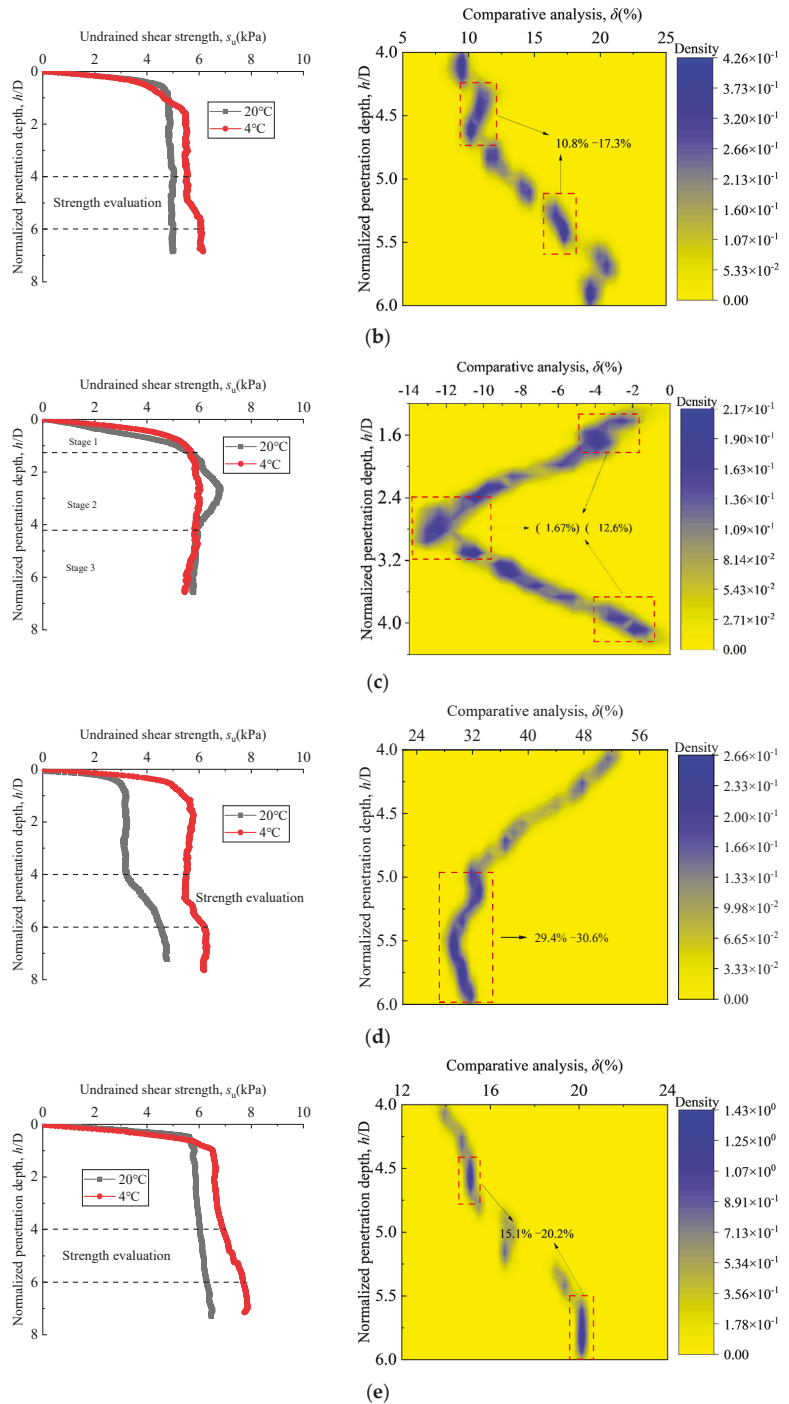 Undrained shear strength, su(kPa)
0 2 4 6 8 10
Normalized penetration depth, h/D
0
2
4
6
8
20℃
4℃
Strength evaluation
Comparative analysis, δ(%)
5 10 15 20 25
Normalized penetration depth, h/D
4.0
4.5
5.0
5.5
6.0
10.8% −17.3%
Density
4.26×10⁻¹
3.73×10⁻¹
3.20×10⁻¹
2.66×10⁻¹
2.13×10⁻¹
1.60×10⁻¹
1.07×10⁻¹
5.33×10⁻²
0.00
(b)
Undrained shear strength, su(kPa)
0 2 4 6 8 10
Normalized penetration depth, h/D
0
2
4
6
8
Stage 1
Stage 2
Stage 3
20℃
4℃
Comparative analysis, δ(%)
-14 -12 -10 -8 -6 -4 -2 0
Normalized penetration depth, h/D
1.6
2.4
3.2
4.0
( 1.67%) ( 12.6%)
Density
2.17×10⁻¹
1.90×10⁻¹
1.63×10⁻¹
1.36×10⁻¹
1.09×10⁻¹
8.14×10⁻²
5.43×10⁻²
2.71×10⁻²
0.00
(c)
Undrained shear strength, su(kPa)
0 2 4 6 8 10
Normalized penetration depth, h/D
0
2
4
6
8
20℃
4℃
Strength evaluation
Comparative analysis, δ(%)
24 32 40 48 56
Normalized penetration depth, h/D
4.0
4.5
5.0
5.5
6.0
29.4% −30.6%
Density
2.66×10⁻¹
2.33×10⁻¹
2.00×10⁻¹
1.66×10⁻¹
1.33×10⁻¹
9.98×10⁻²
6.65×10⁻²
3.33×10⁻²
0.00
(d)
Undrained shear strength, su(kPa)
0 2 4 6 8 10
Normalized penetration depth, h/D
0
2
4
6
8
20℃
4℃
Strength evaluation
Comparative analysis, δ(%)
12 16 20 24
Normalized penetration depth, h/D
4.0
4.5
5.0
5.5
6.0
15.1% −20.2%
Density
1.43×10⁰
1.25×10⁰
1.07×10⁰
8.91×10⁻¹
7.13×10⁻¹
5.34×10⁻¹
3.56×10⁻¹
1.78×10⁻¹
0.00
(e)